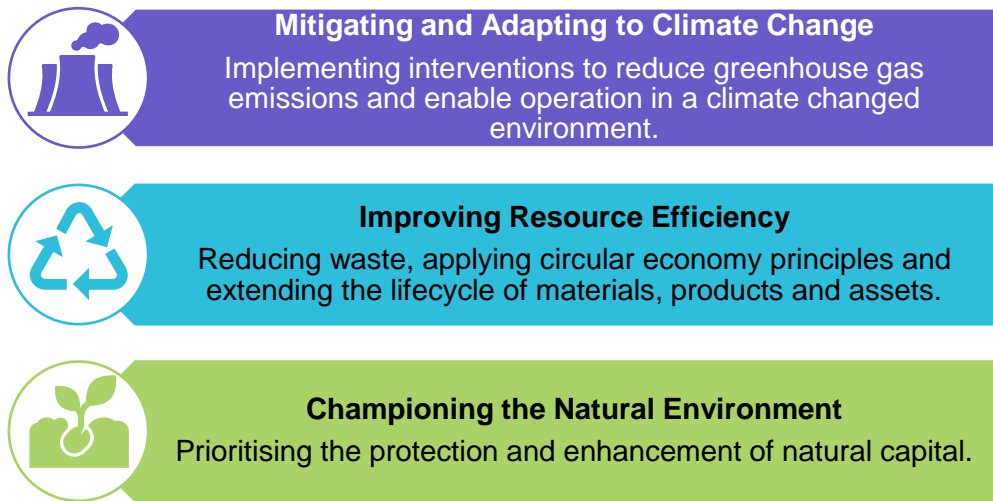 Mitigating and Adapting to Climate Change
Implementing interventions to reduce greenhouse gas
emissions and enable operation in a climate changed
environment.
Improving Resource Efficiency
Reducing waste, applying circular economy principles and
extending the lifecycle of materials, products and assets.
Championing the Natural Environment
Prioritising the protection and enhancement of natural capital.